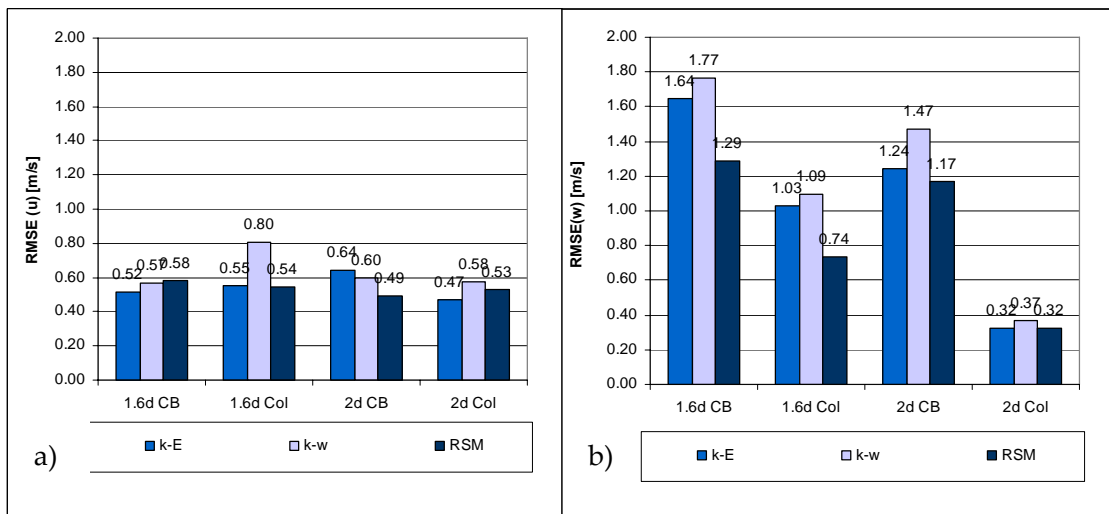 2.00
1.80
1.60
1.40
1.20
1.00
0.80
0.60
0.40
0.20
0.00
RMSE (u) [m/s]
0.52 0.57 0.58 0.55 0.80 0.54 0.64 0.60 0.49 0.47 0.58 0.53
1.6d CB 1.6d Col 2d CB 2d Col
k-E k-w RSM
a)
2.00
1.80
1.60
1.40
1.20
1.00
0.80
0.60
0.40
0.20
0.00
RMSE(w) [m/s]
1.64 1.77 1.29 1.03 1.09 0.74 1.24 1.47 1.17 0.32 0.37 0.32
1.6d CB 1.6d Col 2d CB 2d Col
k-E k-w RSM
b)